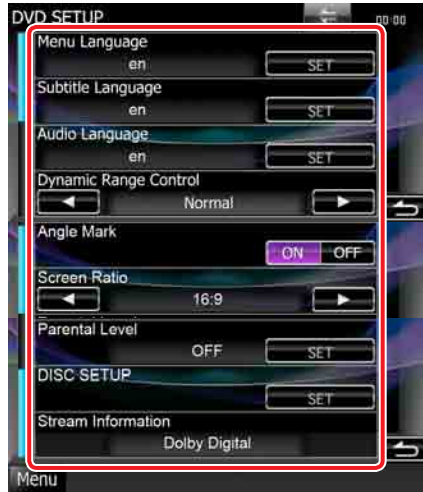 DVD SETUP 00:00
Menu Language
en SET
Subtitle Language
en SET
Audio Language
en SET
Dynamic Range Control
Normal
Angle Mark
ON OFF
Screen Ratio
16:9
Parental Level
OFF SET
DISC SETUP
SET
Stream Information
Dolby Digital
Menu